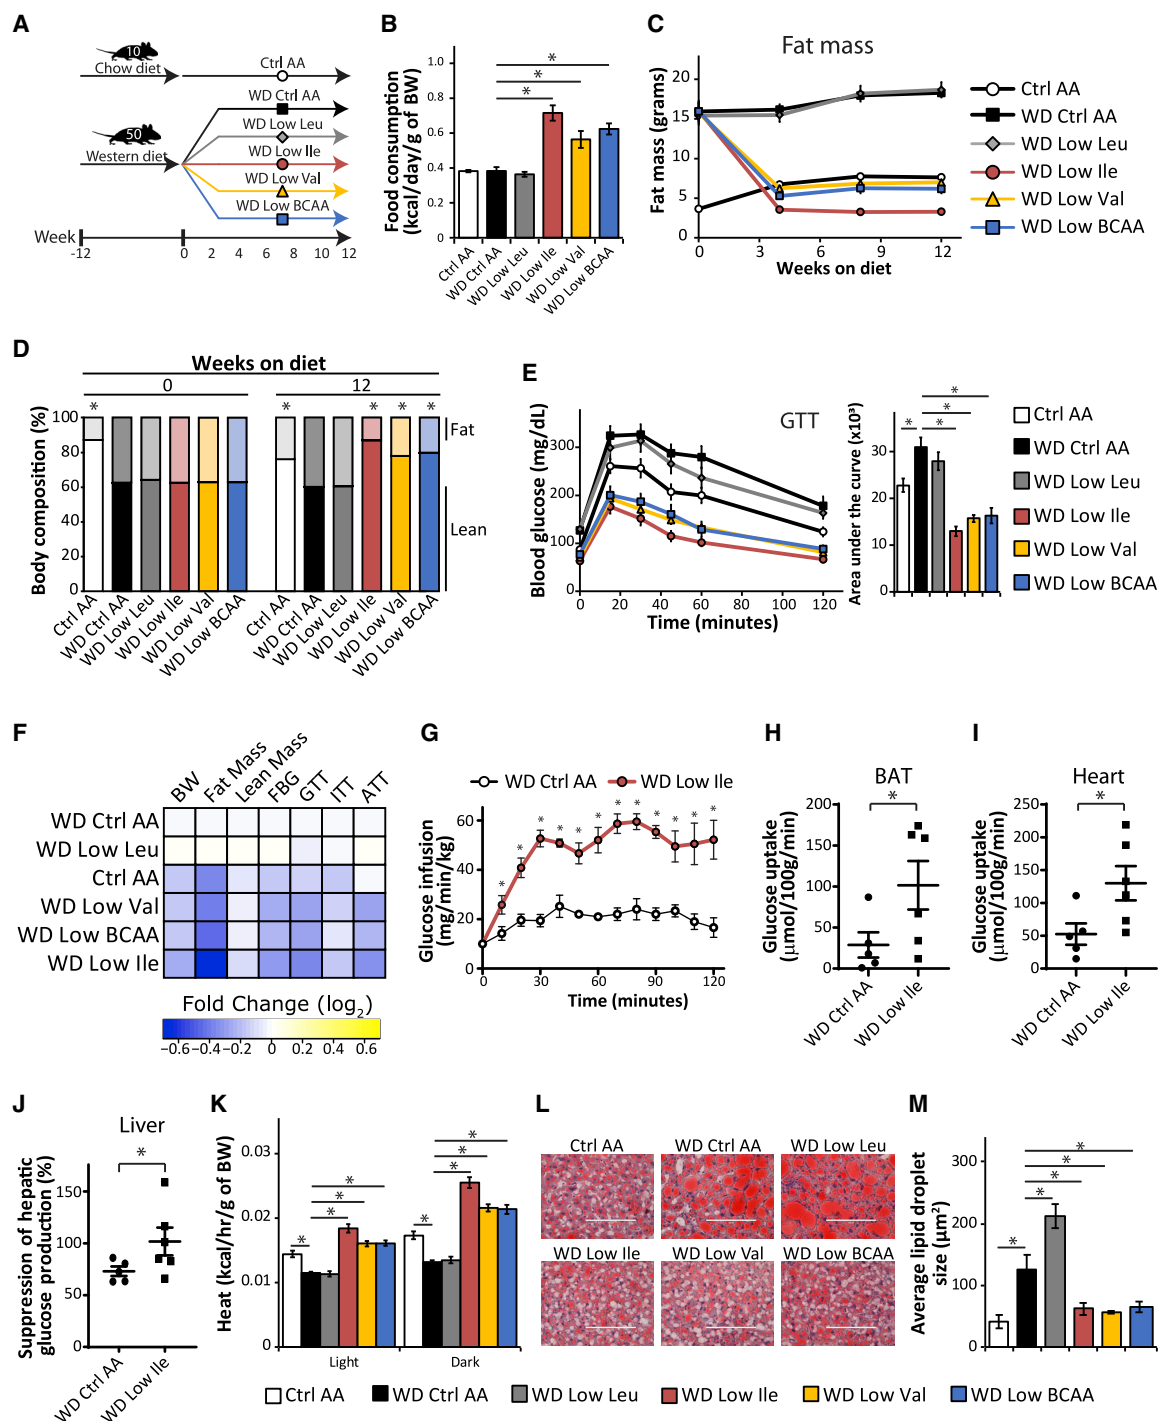 A
10
Chow diet
Ctrl AA
50
Western diet
WD Ctrl AA
WD Low Leu
WD Low Ile
WD Low Val
WD Low BCAA
Week
-12 0 2 4 6 8 10 12
B
Food consumption
(kcal/day/g of BW)
1.0
0.8
0.6
0.4
0.2
0
* * *
Ctrl AA
WD Ctrl AA
WD Low Leu
WD Low Ile
WD Low Val
WD Low BCAA
C
Fat mass
Fat mass (grams)
20
15
10
5
0
0 3 6 9 12
Weeks on diet
Ctrl AA
WD Ctrl AA
WD Low Leu
WD Low Ile
WD Low Val
WD Low BCAA
D
Weeks on diet
0 12
Body composition (%)
100
80
60
40
20
0
* * * * *
Fat
Lean
Ctrl AA
WD Ctrl AA
WD Low Leu
WD Low Ile
WD Low Val
WD Low BCAA
Ctrl AA
WD Ctrl AA
WD Low Leu
WD Low Ile
WD Low Val
WD Low BCAA
E
GTT
Blood glucose (mg/dL)
300
200
100
0
0 20 40 60 80 100 120
Time (minutes)
Area under the curve (x10³)
30
20
10
0
* * * *
Ctrl AA
WD Ctrl AA
WD Low Leu
WD Low Ile
WD Low Val
WD Low BCAA
F
BW Fat Mass Lean Mass FBG GTT ITT ATT
WD Ctrl AA
WD Low Leu
Ctrl AA
WD Low Val
WD Low BCAA
WD Low Ile
Fold Change (log₂)
-0.6 -0.4 -0.2 0 0.2 0.4 0.6
G
WD Ctrl AA WD Low Ile
Glucose infusion
(mg/min/kg)
60
40
20
0
* * * * * * * * * * * *
0 30 60 90 120
Time (minutes)
H
BAT
*
Glucose uptake
(μmol/100g/min)
200
150
100
50
0
WD Ctrl AA
WD Low Ile
I
Heart
*
Glucose uptake
(μmol/100g/min)
250
200
150
100
50
0
WD Ctrl AA
WD Low Ile
J
Liver
*
Suppression of hepatic
glucose production (%)
150
100
50
0
WD Ctrl AA
WD Low Ile
K
Heat (kcal/hr/g of BW)
0.03
0.02
0.01
0
* * * * * * * *
Light Dark
L
Ctrl AA WD Ctrl AA WD Low Leu
WD Low Ile WD Low Val WD Low BCAA
M
Average lipid droplet
size (μm²)
300
200
100
0
* * * * *
Ctrl AA WD Ctrl AA WD Low Leu WD Low Ile WD Low Val WD Low BCAA